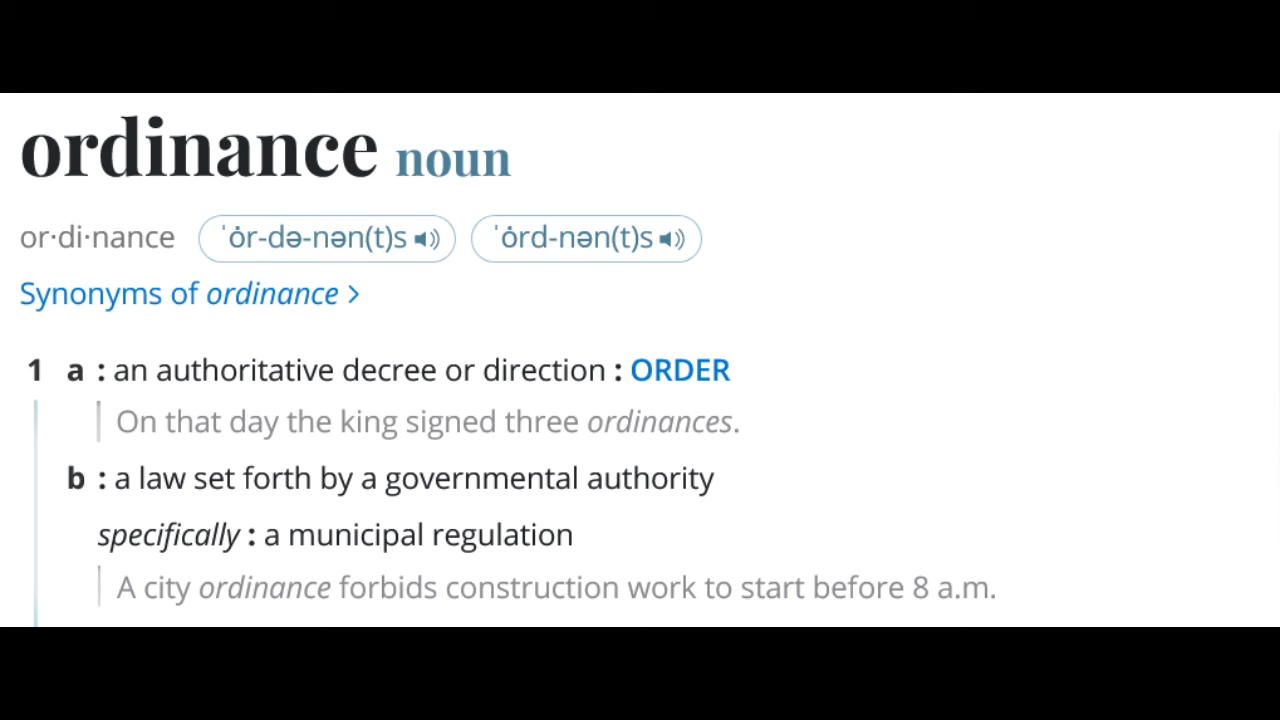 ordinance noun
or·di·nance ˈȯr-də-nən(t)s ˈȯrd-nən(t)s
Synonyms of ordinance >
1 a : an authoritative decree or direction : ORDER
On that day the king signed three ordinances.
b : a law set forth by a governmental authority
specifically : a municipal regulation
A city ordinance forbids construction work to start before 8 a.m.